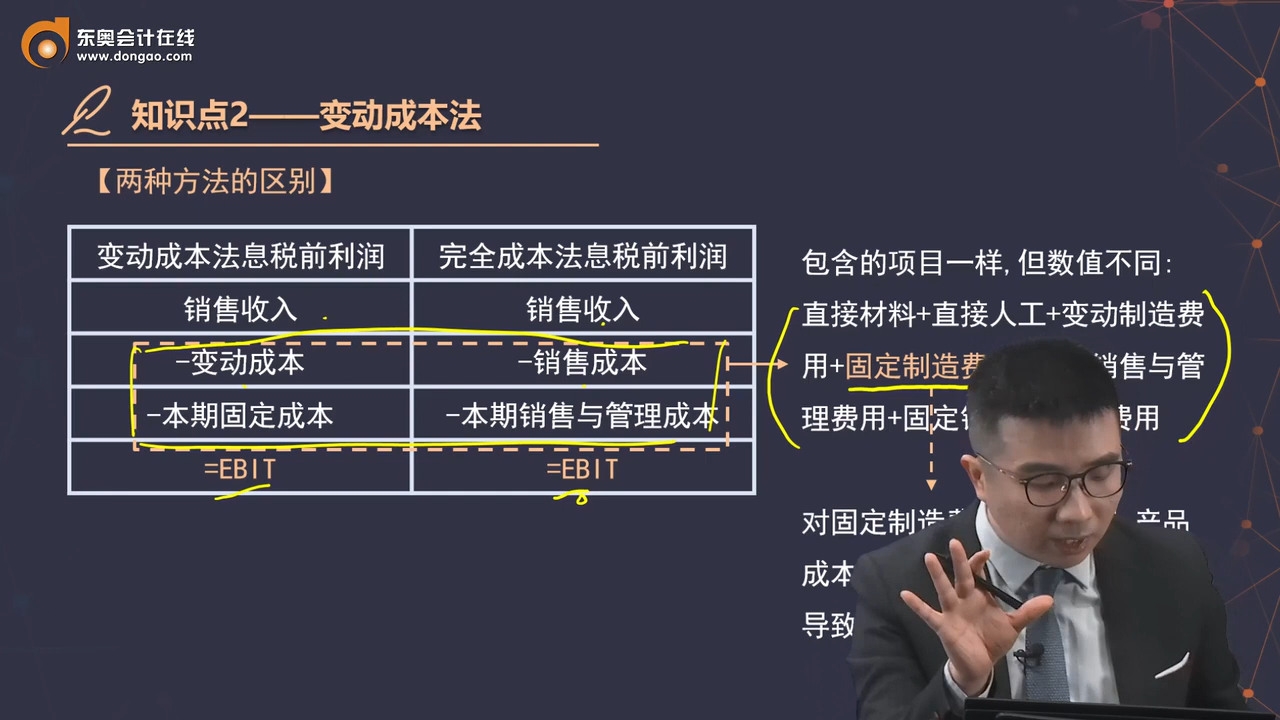 东奥会计在线
www.dongao.com
知识点2——变动成本法
【两种方法的区别】
变动成本法息税前利润
完全成本法息税前利润
销售收入
销售收入
-变动成本
-销售成本
-本期固定成本
-本期销售与管理成本
=EBIT
=EBIT
包含的项目一样,但数值不同:
直接材料+直接人工+变动制造费
用+固定制造费 销售与管
理费用+固定 费用
对固定制造 产品
成本
导致